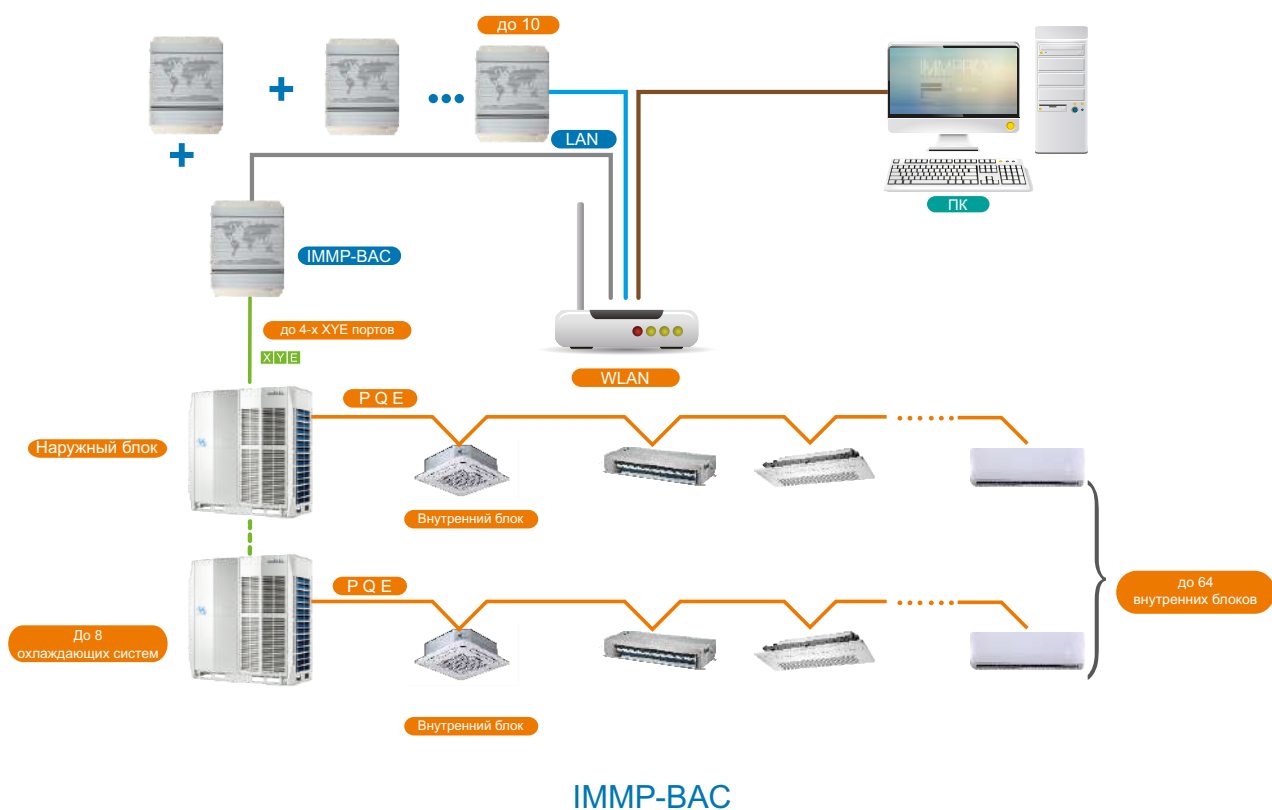 до 10
LAN
ПК
IMMP-BAC
до 4-х XYE портов
X Y E
WLAN
P Q E
Наружный блок
Внутренний блок
P Q E
до 64
внутренних блоков
До 8
охлаждающих систем
Внутренний блок
IMMP-BAC